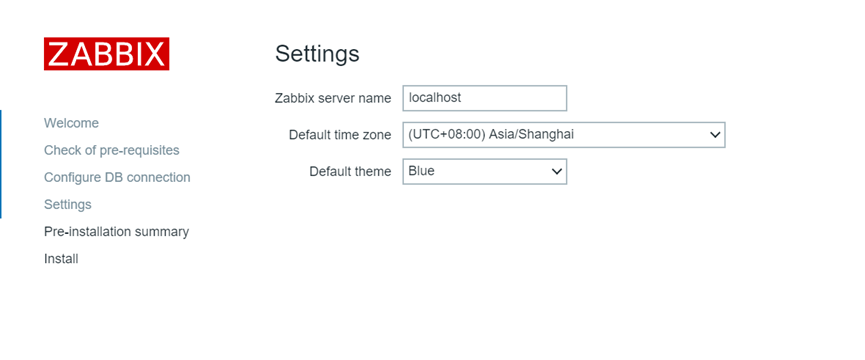 ZABBIX
Welcome
Check of pre-requisites
Configure DB connection
Settings
Pre-installation summary
Install
Settings
Zabbix server name localhost
Default time zone (UTC+08:00) Asia/Shanghai
Default theme Blue